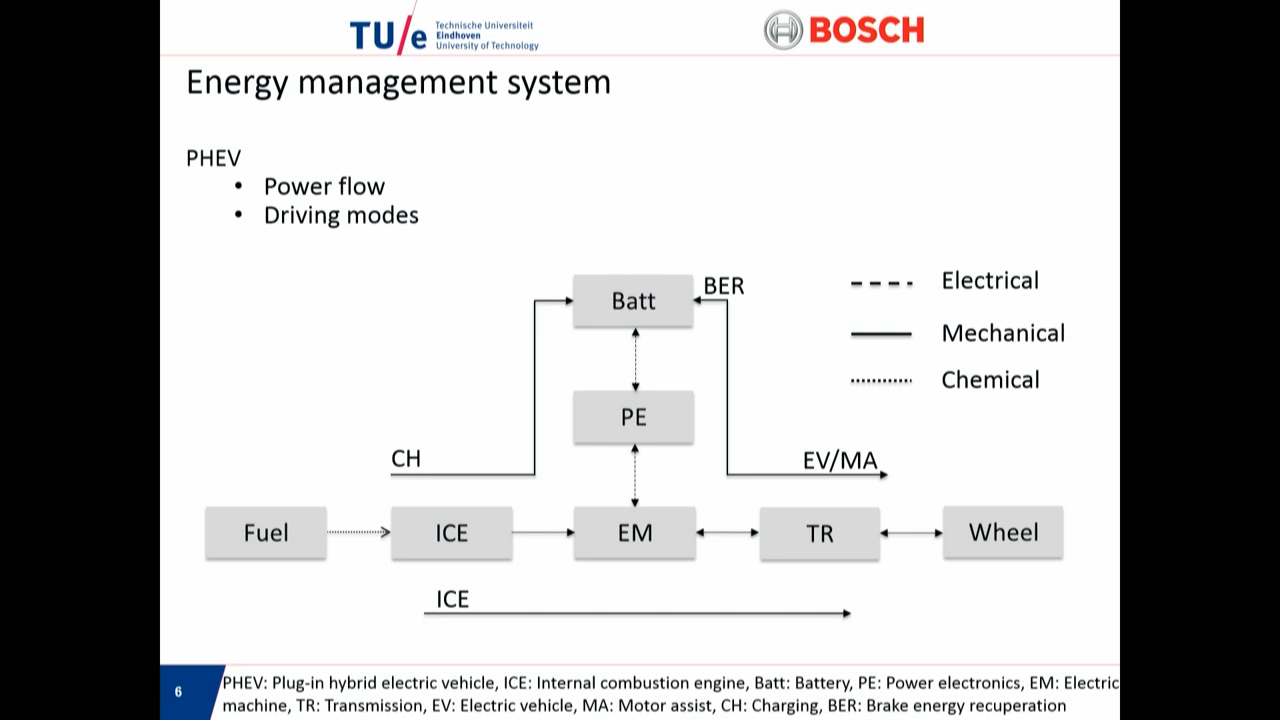 TU/e
Technische Universiteit
Eindhoven
University of Technology
BOSCH
Energy management system
PHEV
• Power flow
• Driving modes
Batt
BER
Electrical
Mechanical
Chemical
PE
CH
EV/MA
Fuel
ICE
EM
TR
Wheel
ICE
6
PHEV: Plug-in hybrid electric vehicle, ICE: Internal combustion engine, Batt: Battery, PE: Power electronics, EM: Electric
machine, TR: Transmission, EV: Electric vehicle, MA: Motor assist, CH: Charging, BER: Brake energy recuperation